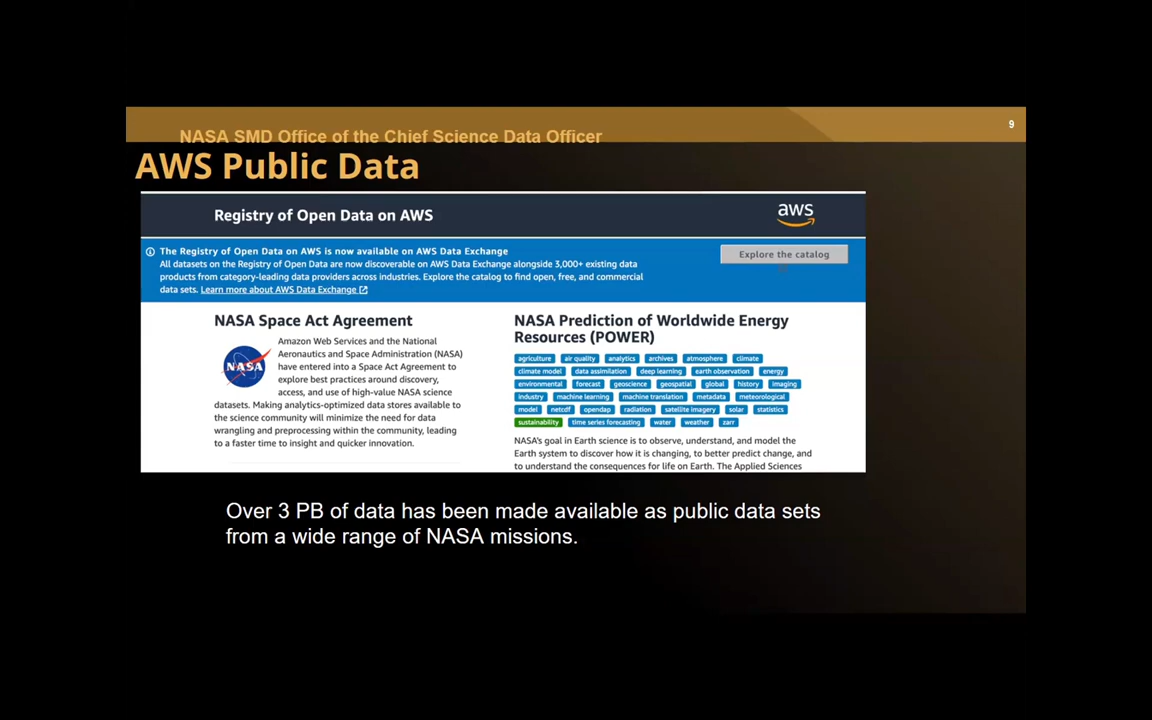 9
NASA SMD Office of the Chief Science Data Officer
AWS Public Data
Registry of Open Data on AWS
aws
The Registry of Open Data on AWS is now available on AWS Data Exchange
All datasets on the Registry of Open Data are now discoverable on AWS Data Exchange alongside 3,000+ existing data
products from category-leading data providers across industries. Explore the catalog to find open, free, and commercial
data sets. Learn more about AWS Data Exchange
Explore the catalog
NASA Space Act Agreement
NASA
Amazon Web Services and the National
Aeronautics and Space Administration (NASA)
have entered into a Space Act Agreement to
explore best practices around discovery,
access, and use of high-value NASA science
datasets. Making analytics-optimized data stores available to
the science community will minimize the need for data
wrangling and preprocessing within the community, leading
to a faster time to insight and quicker innovation.
NASA Prediction of Worldwide Energy
Resources (POWER)
agriculture air quality analytics archives atmosphere climate
climate model data assimilation deep learning earth observation energy
environmental forecast geoscience geospatial global history imaging
industry machine learning machine translation metadata meteorological
model netcdf opendap radiation satellite imagery solar statistics
sustainability time series forecasting water weather zarr
NASA's goal in Earth science is to observe, understand, and model the
Earth system to discover how it is changing, to better predict change, and
to understand the consequences for life on Earth. The Applied Sciences
Over 3 PB of data has been made available as public data sets
from a wide range of NASA missions.